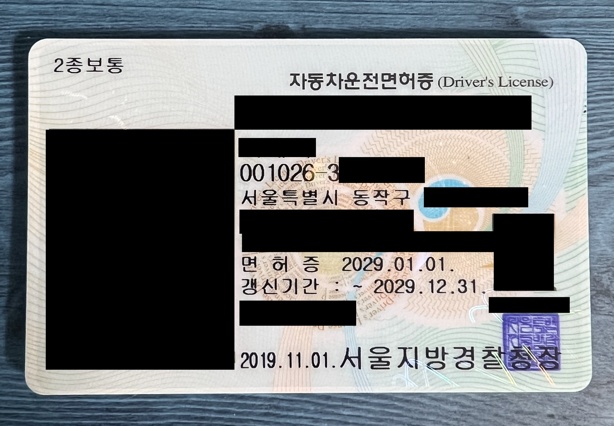 2종보통
자동차운전면허증 (Driver's License)
001026-3
서울특별시 동작구
면 허 증 2029.01.01.
갱신기간 : ~ 2029.12.31.
2019.11.01. 서울지방경찰청장